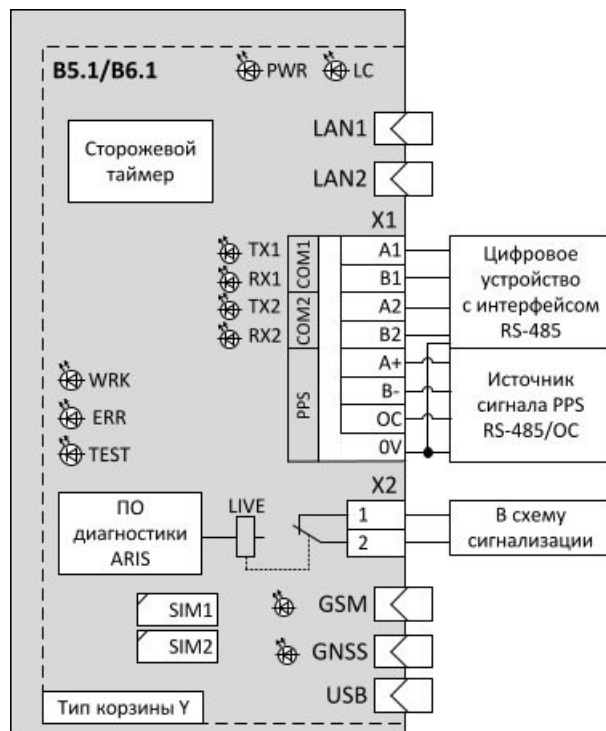 B5.1/B6.1
PWR
LC
Сторожевой
таймер
LAN1
LAN2
X1
TX1
RX1
TX2
RX2
COM1
COM2
PPS
A1
B1
A2
B2
A+
B-
OC
0V
Цифровое
устройство
с интерфейсом
RS-485
Источник
сигнала PPS
RS-485/OC
WRK
ERR
TEST
X2
ПО
диагностики
ARIS
LIVE
1
2
В схему
сигнализации
SIM1
SIM2
GSM
GNSS
USB
Тип корзины Y